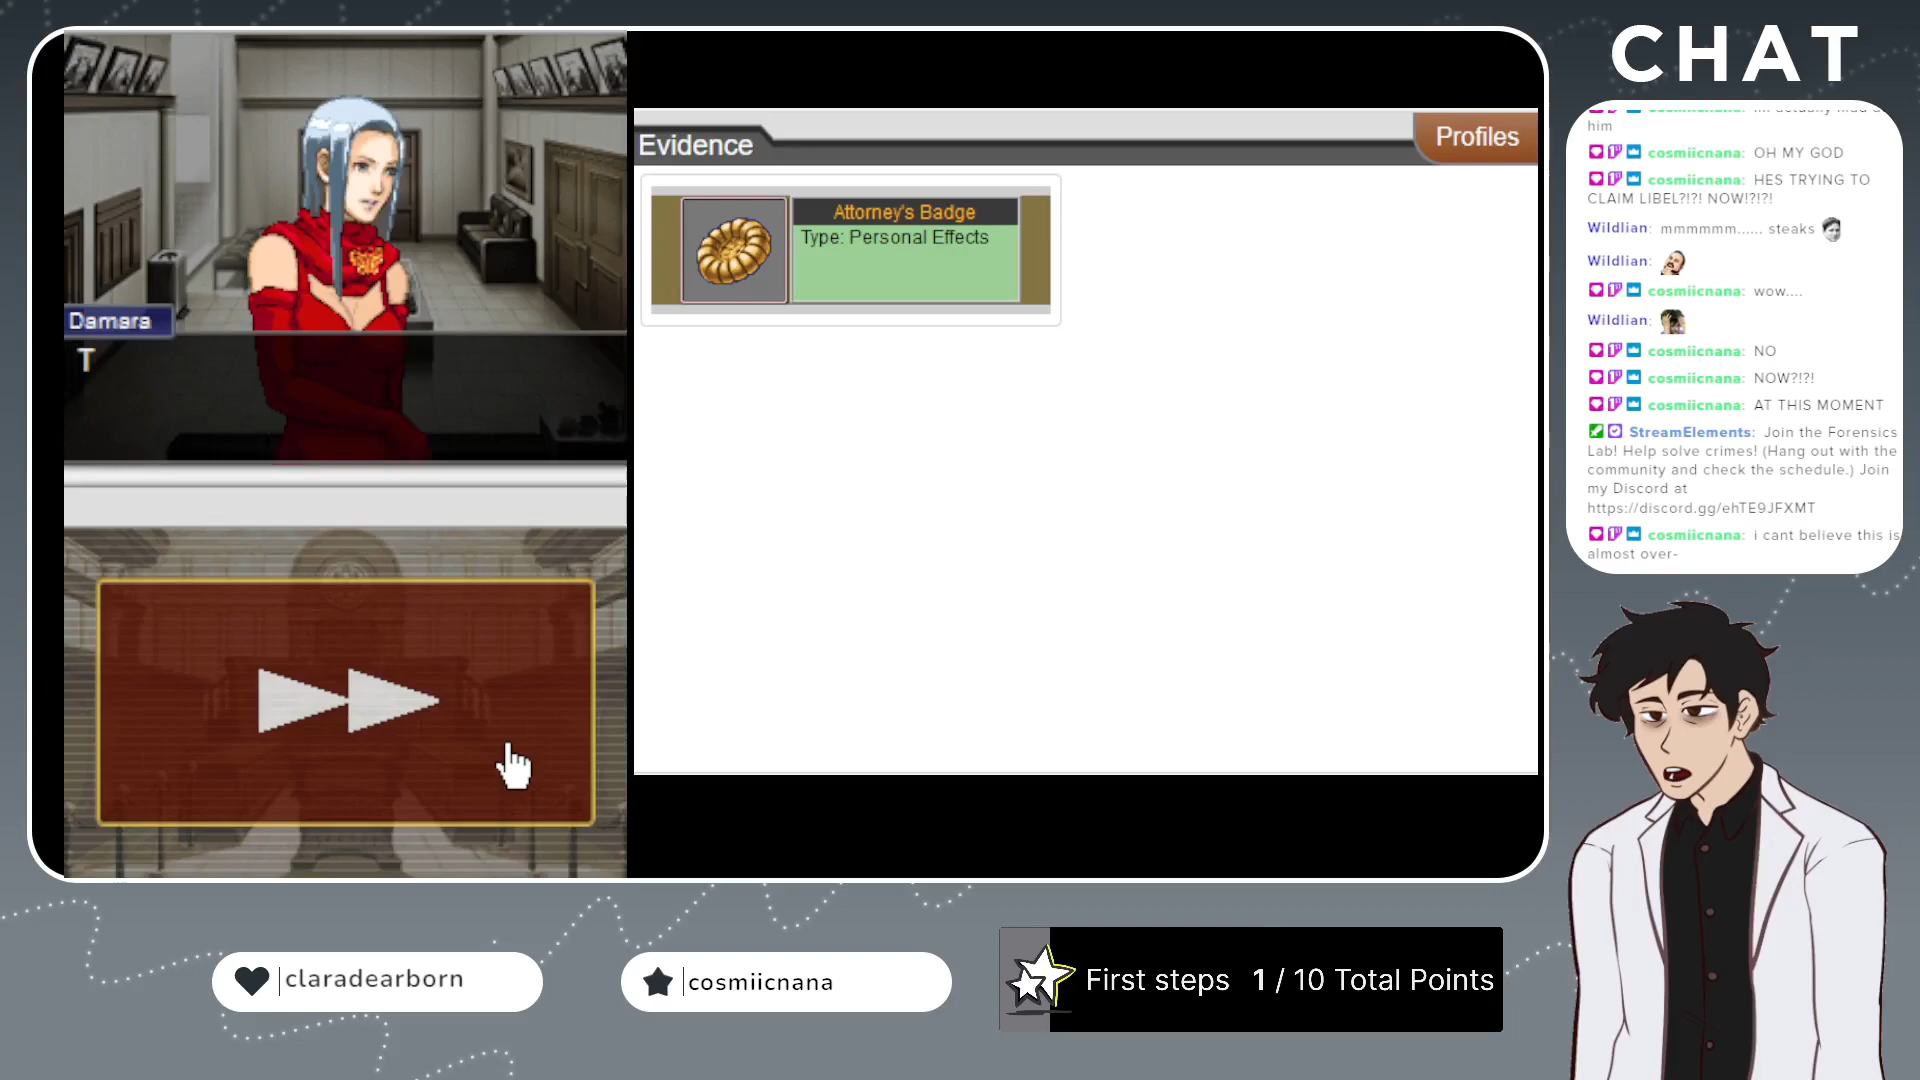 CHAT
him
cosmiicnana: OH MY GOD
cosmiicnana: HES TRYING TO
CLAIM LIBEL?!?! NOW!?!?!
Wildlian: mmmmmm...... steaks
Wildlian:
cosmiicnana: wow....
Wildlian:
cosmiicnana: NO
cosmiicnana: NOW?!?!
cosmiicnana: AT THIS MOMENT
StreamElements: Join the Forensics
Lab! Help solve crimes! (Hang out with the
community and check the schedule.) Join
my Discord at
https://discord.gg/ehTE9JFXMT
cosmiicnana: i cant believe this is
almost over-
Evidence
Profiles
Attorney's Badge
Type: Personal Effects
Damara
T
claradearborn
cosmiicnana
First steps 1 / 10 Total Points